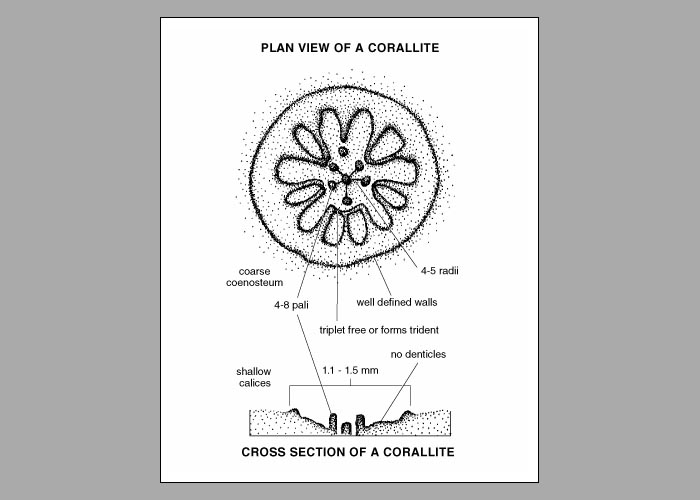 PLAN VIEW OF A CORALLITE
coarse
coenosteum
4-5 radii
4-8 pali
well defined walls
triplet free or forms trident
no denticles
shallow
calices
1.1 - 1.5 mm
CROSS SECTION OF A CORALLITE